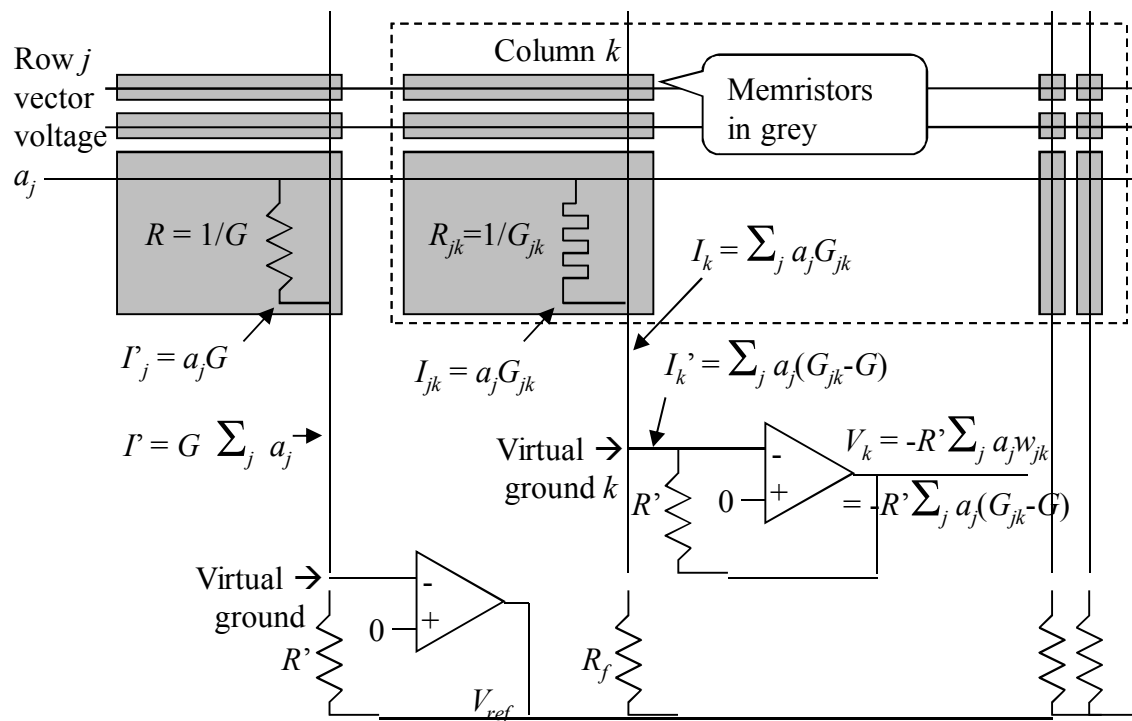 Row j
vector
voltage
a_j
Column k
Memristors
in grey
R = 1/G
R_jk=1/G_jk
I_k = ∑_j a_jG_jk
I'_j = a_jG
I_jk = a_jG_jk
I_k' = ∑_j a_j(G_jk-G)
I' = G ∑_j a_j
Virtual →
ground k
R'
-
+
0
V_k = -R'∑_j a_jw_jk
= -R'∑_j a_j(G_jk-G)
Virtual →
ground
-
+
0
R'
V_ref
R_f